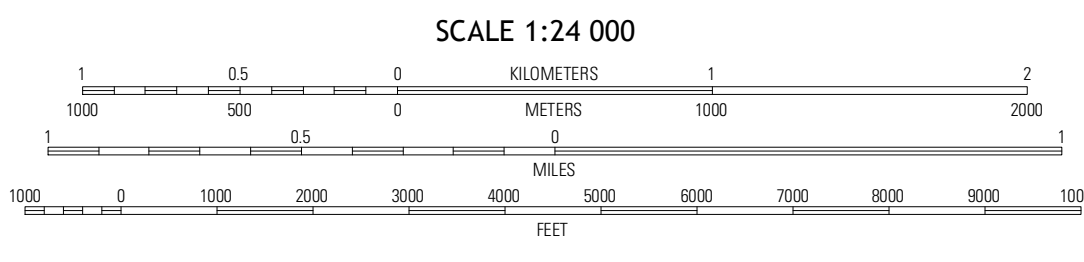 SCALE 1:24 000
1 0.5 0 KILOMETERS 1 2
1000 500 0 METERS 1000 2000
1 0.5 0 1
MILES
1000 0 1000 2000 3000 4000 5000 6000 7000 8000 9000 100
FEET